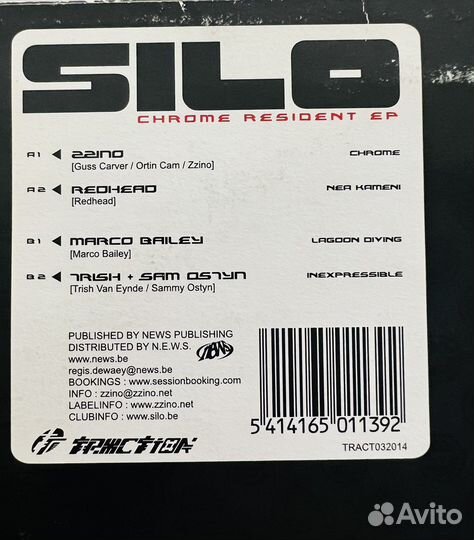 SILO
CHROME RESIDENT EP
A1 ZZINO CHROME
[Guss Carver / Ortin Cam / Zzino]
A2 REDHEAD NEA KAMENI
[Redhead]
B1 MARCO BAILEY LAGOON DIVING
[Marco Bailey]
B2 TRISH + SAM OSTYN INEXPRESSIBLE
[Trish Van Eynde / Sammy Ostyn]
PUBLISHED BY NEWS PUBLISHING
DISTRIBUTED BY N.E.W.S. NEWS
www.news.be
regis.dewaey@news.be
BOOKINGS : www.sessionbooking.com
INFO : zzino@zzino.net
LABELINFO : www.zzino.net
CLUBINFO : www.silo.be
5 414165 011392
TRACTION TRACT032014
Avito